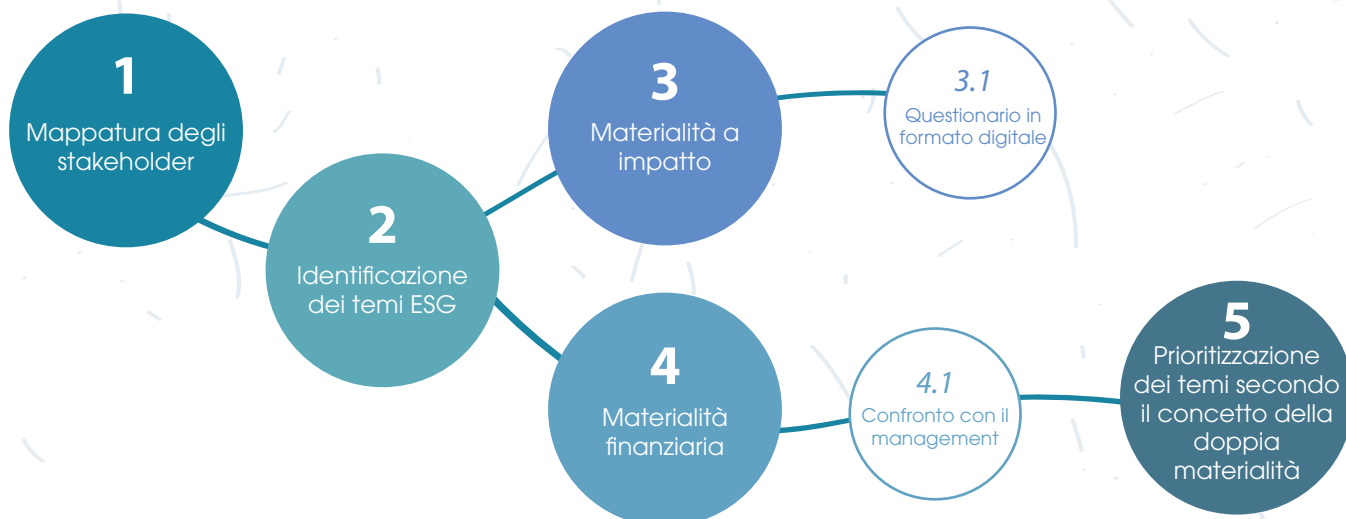 1
Mappatura degli
stakeholder
2
Identificazione
dei temi ESG
3
Materialità a
impatto
3.1
Questionario in
formato digitale
4
Materialità
finanziaria
4.1
Confronto con il
management
5
Prioritizzazione
dei temi secondo
il concetto della
doppia
materialità